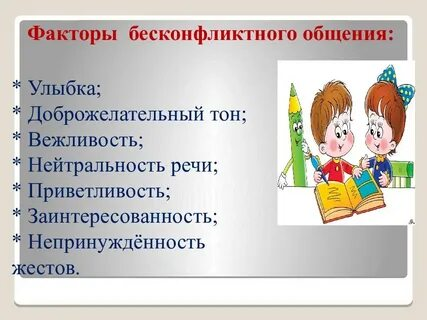 Факторы бесконфликтного общения:
* Улыбка;
* Доброжелательный тон;
* Вежливость;
* Нейтральность речи;
* Приветливость;
* Заинтересованность;
* Непринуждённость
жестов.